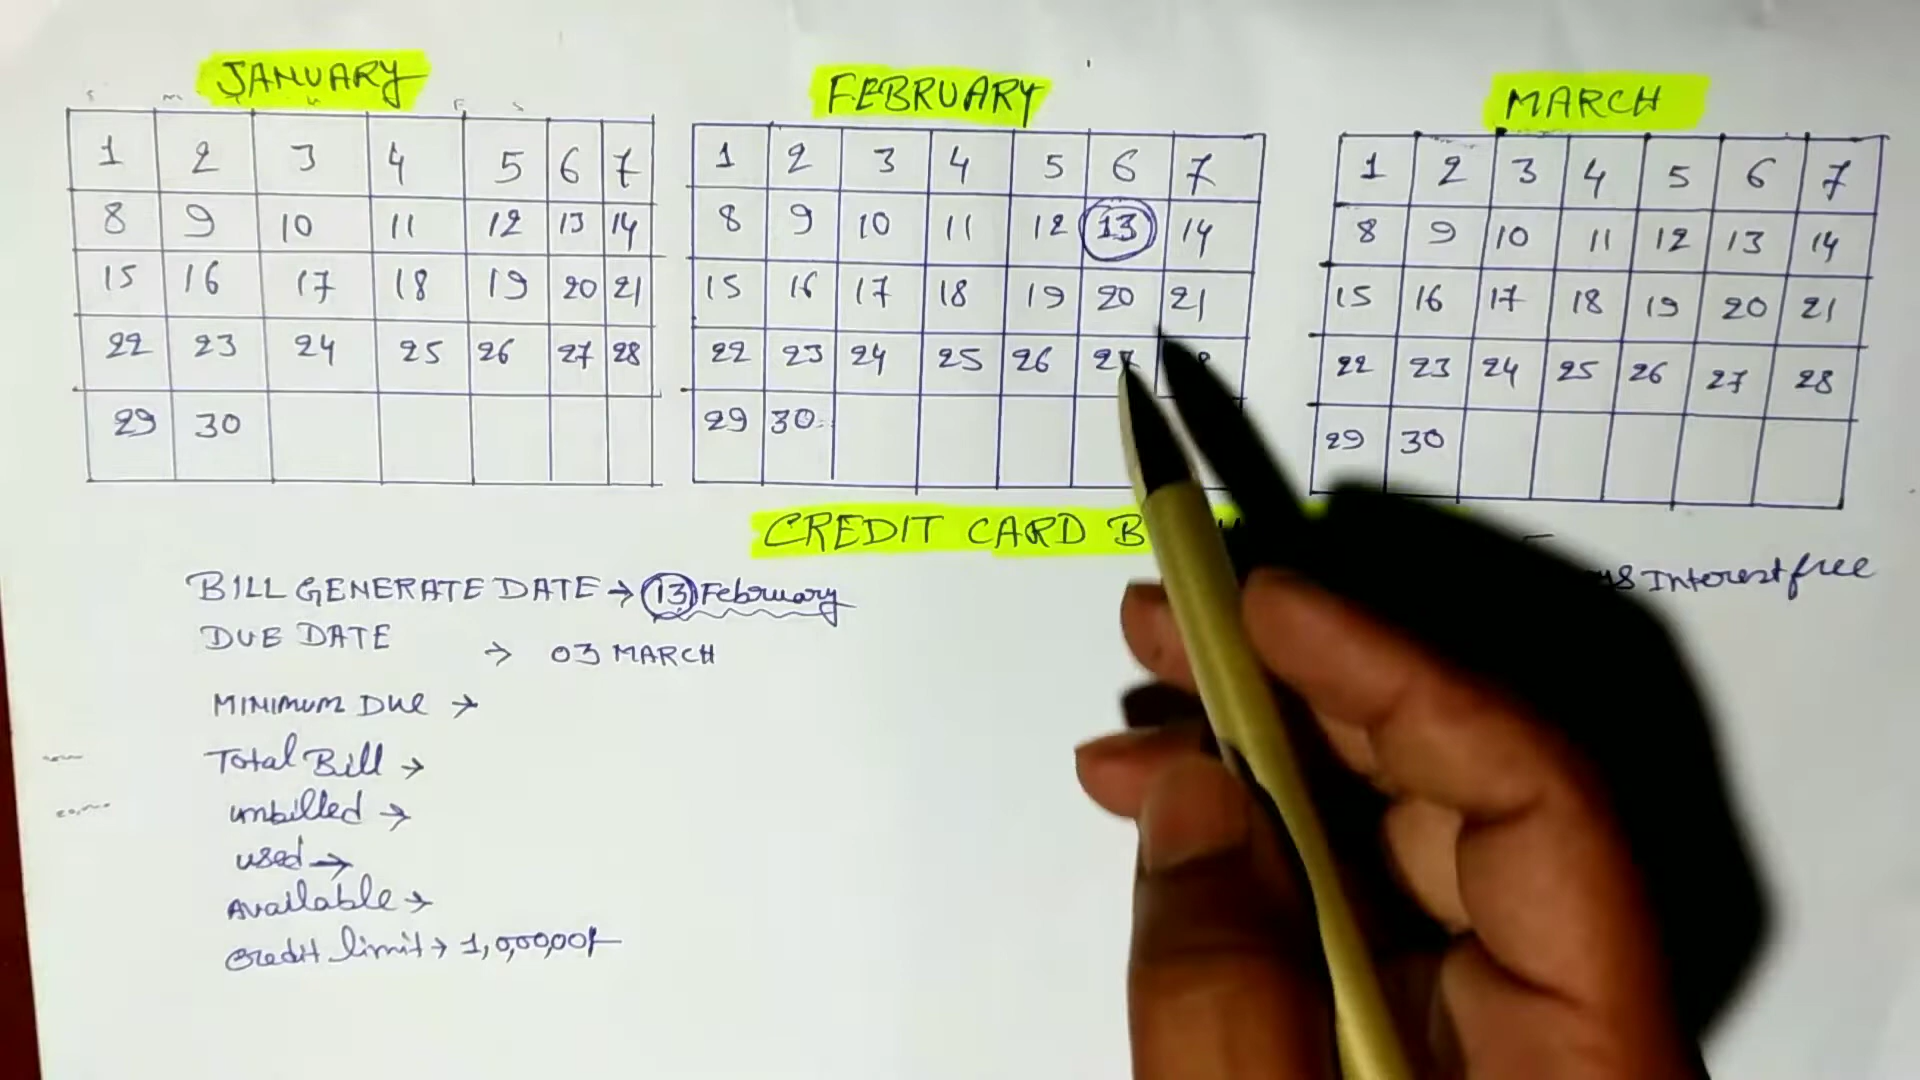 JANUARY
FEBRUARY
MARCH
1 2 3 4 5 6 7
8 9 10 11 12 13 14
15 16 17 18 19 20 21
22 23 24 25 26 27 28
29 30
1 2 3 4 5 6 7
8 9 10 11 12 13 14
15 16 17 18 19 20 21
22 23 24 25 26 27
29 30
1 2 3 4 5 6 7
8 9 10 11 12 13 14
15 16 17 18 19 20 21
22 23 24 25 26 27 28
29 30
CREDIT CARD
Interest free
BILL GENERATE DATE → 13 February
DUE DATE → 03 MARCH
MINIMUM DUE →
Total Bill →
unbilled →
used →
Available →
credit limit →